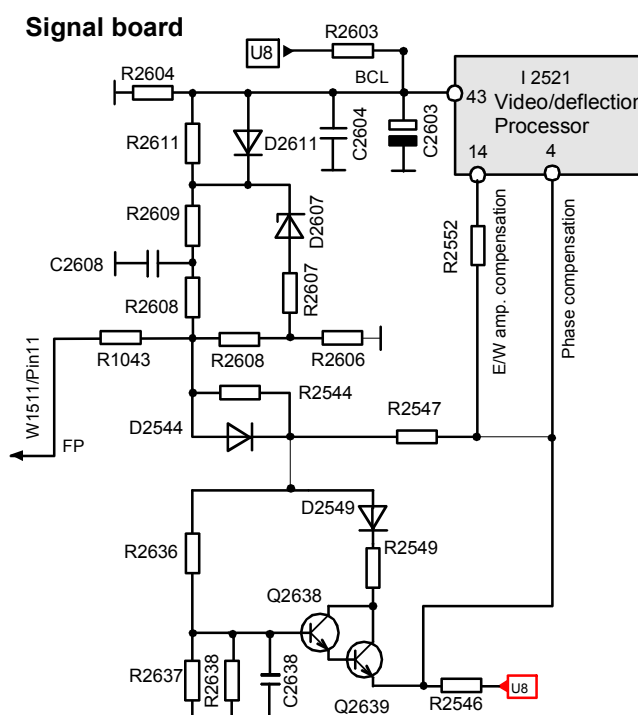 Signal board
U8
R2603
BCL
R2604
I 2521
Video/deflection
Processor
43
14
4
R2611
D2611
C2604
C2603
R2609
D2607
C2608
R2608
R2607
R2552
E/W amp. compensation
Phase compensation
R1043
R2608
R2606
W1511/Pin11
FP
R2544
D2544
R2547
D2549
R2636
R2549
Q2638
R2637
R2638
C2638
Q2639
R2546
U8